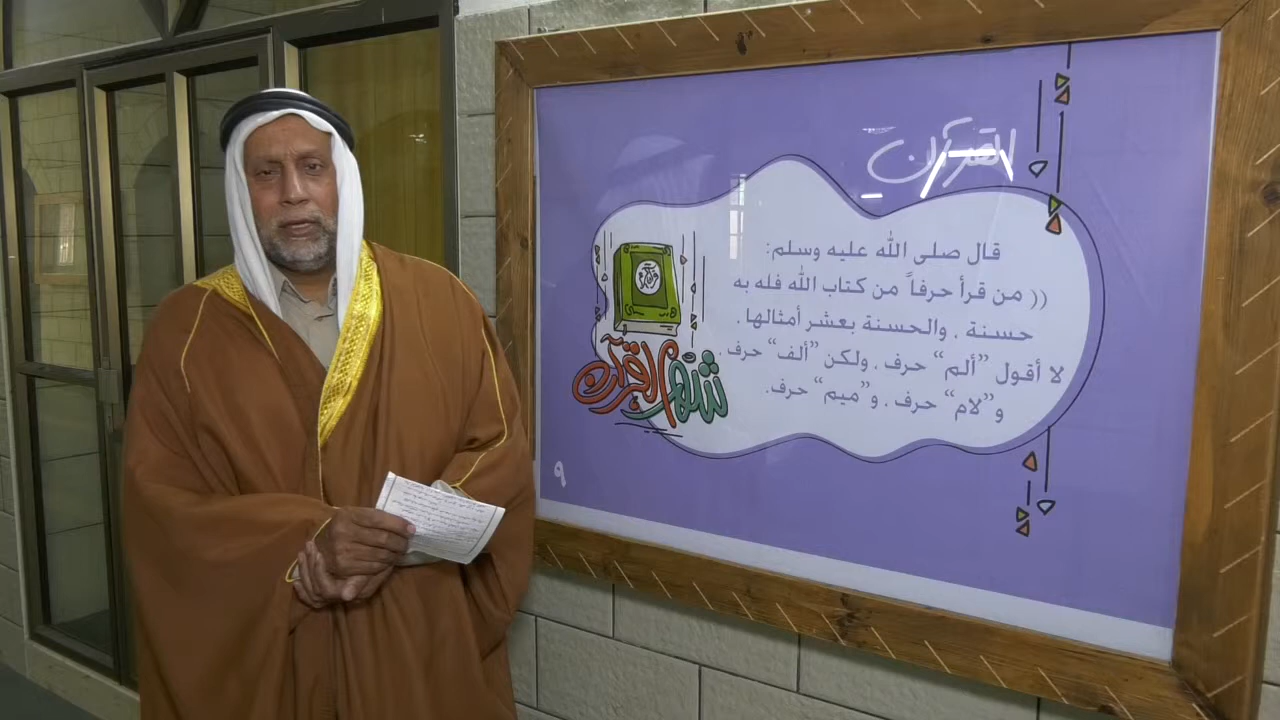 القرآن
قال صلى الله عليه وسلم:
(( من قرأ حرفاً من كتاب الله فله به
حسنة . والحسنة بعشر أمثالها .
لا أقول ”ألم“ حرف . ولكن ”ألف“ حرف .
و”لام“ حرف . و”ميم“ حرف.
شهر القرآن
٩